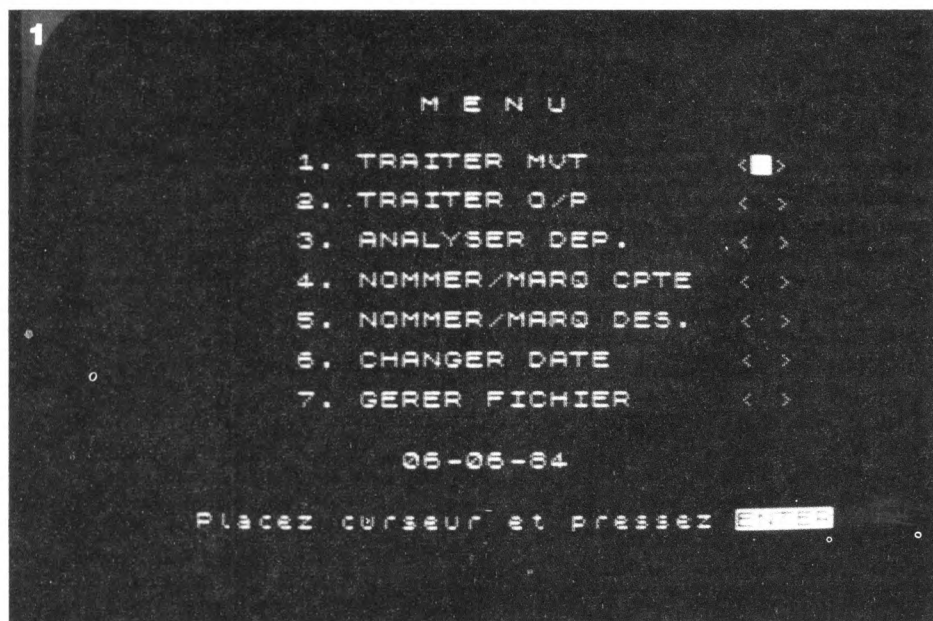 1
M E N U
1. TRAITER MVT < >
2. TRAITER O/P < >
3. ANALYSER DEP. < >
4. NOMMER/MARQ CPTE < >
5. NOMMER/MARQ DES. < >
6. CHANGER DATE < >
7. GERER FICHIER < >
06-06-84
Placez curseur et pressez ENTER